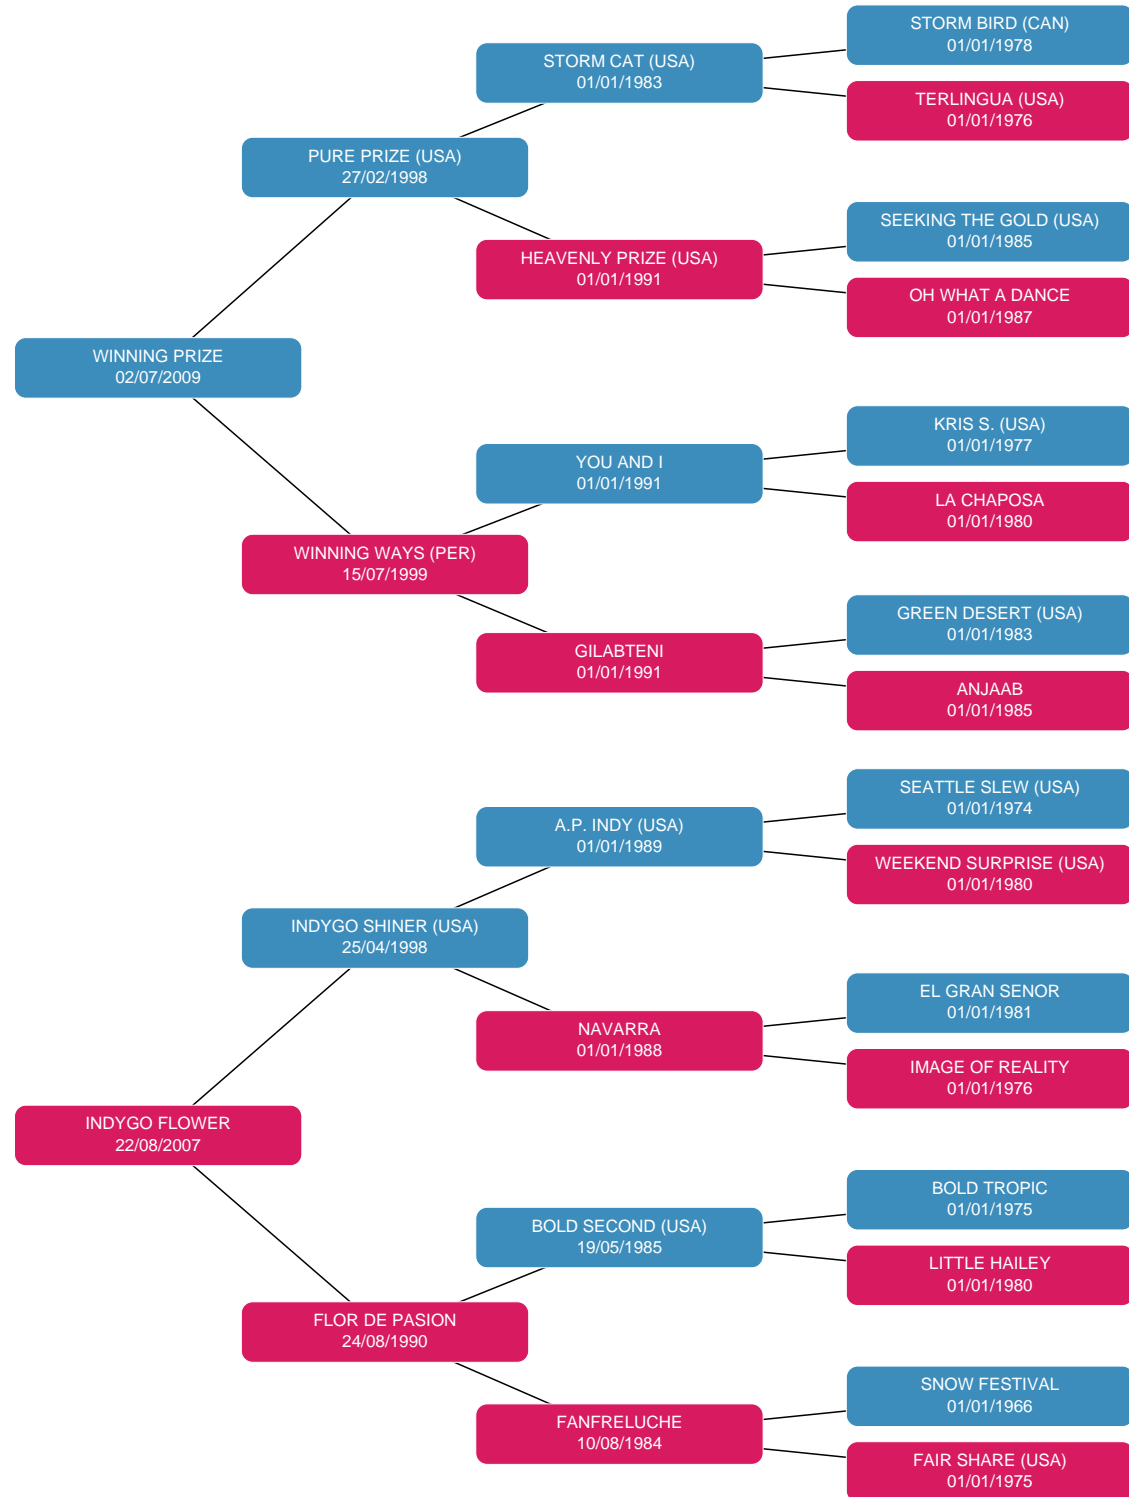 STORM BIRD (CAN)
01/01/1978
STORM CAT (USA)
01/01/1983
TERLINGUA (USA)
01/01/1976
PURE PRIZE (USA)
27/02/1998
SEEKING THE GOLD (USA)
01/01/1985
HEAVENLY PRIZE (USA)
01/01/1991
OH WHAT A DANCE
01/01/1987
WINNING PRIZE
02/07/2009
KRIS S. (USA)
01/01/1977
YOU AND I
01/01/1991
LA CHAPOSA
01/01/1980
WINNING WAYS (PER)
15/07/1999
GREEN DESERT (USA)
01/01/1983
GILABTENI
01/01/1991
ANJAAB
01/01/1985
SEATTLE SLEW (USA)
01/01/1974
A.P. INDY (USA)
01/01/1989
WEEKEND SURPRISE (USA)
01/01/1980
INDYGO SHINER (USA)
25/04/1998
EL GRAN SENOR
01/01/1981
NAVARRA
01/01/1988
IMAGE OF REALITY
01/01/1976
INDYGO FLOWER
22/08/2007
BOLD TROPIC
01/01/1975
BOLD SECOND (USA)
19/05/1985
LITTLE HAILEY
01/01/1980
FLOR DE PASION
24/08/1990
SNOW FESTIVAL
01/01/1966
FANFRELUCHE
10/08/1984
FAIR SHARE (USA)
01/01/1975